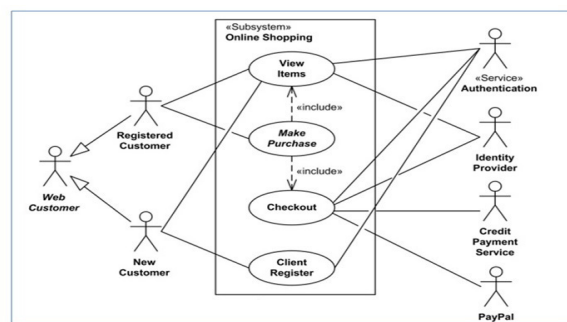 «Subsystem»
Online Shopping
View
Items
«include»
Make
Purchase
«include»
Checkout
Client
Register
Registered
Customer
Web
Customer
New
Customer
«Service»
Authentication
Identity
Provider
Credit
Payment
Service
PayPal